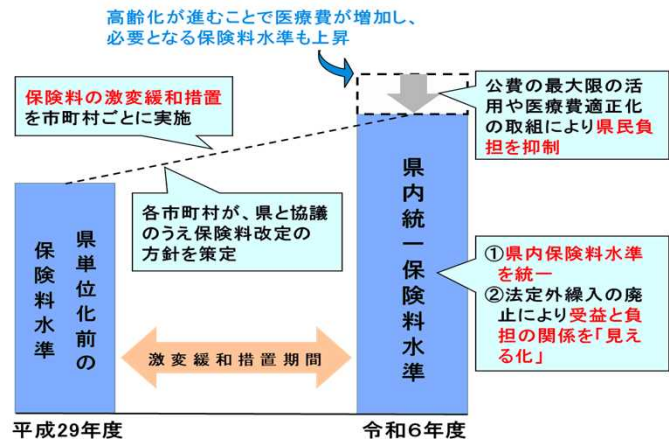 高齢化が進むことで医療費が増加し、
必要となる保険料水準も上昇
保険料の激変緩和措置
を市町村ごとに実施
公費の最大限の活
用や医療費適正化
の取組により県民負
担を抑制
各市町村が、県と協議
のうえ保険料改定の
方針を策定
県単位化前の
保険料水準
県内統一保険料水準
①県内保険料水準
を統一
②法定外繰入の廃
止により受益と負
担の関係を「見え
る化」
激変緩和措置期間
平成29年度
令和6年度